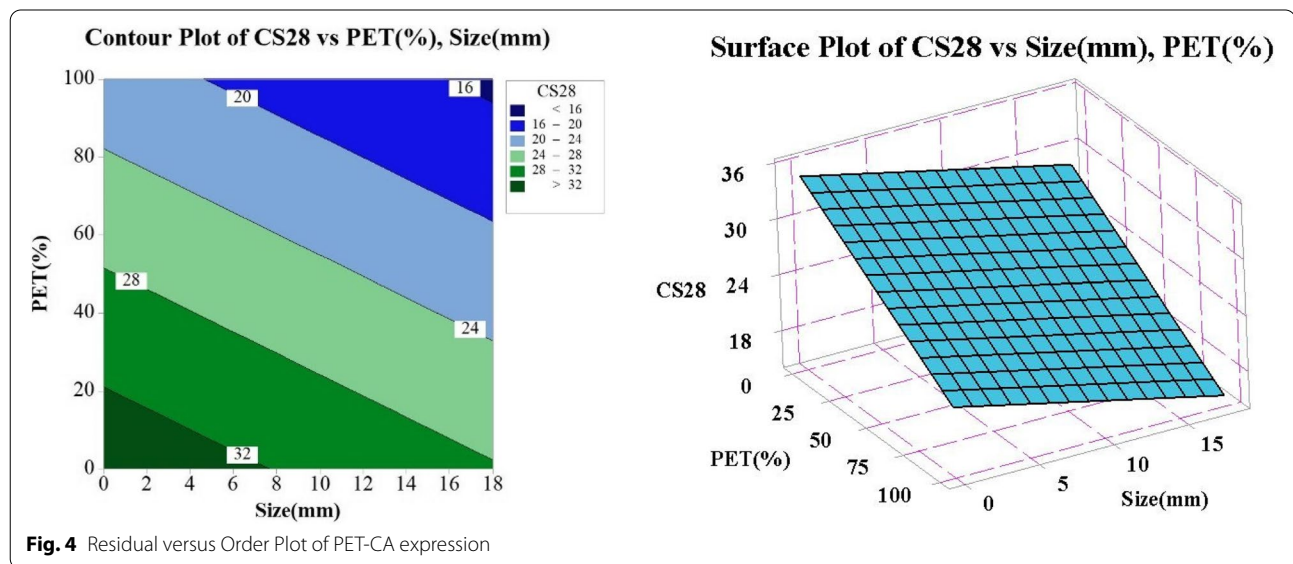 Contour Plot of CS28 vs PET(%), Size(mm)
100
80
60
40
20
0
PET(%)
20
16
28
24
32
0 2 4 6 8 10 12 14 16 18
Size(mm)
CS28
< 16
16 – 20
20 – 24
24 – 28
28 – 32
> 32
Surface Plot of CS28 vs Size(mm), PET(%)
36
30
24
18
CS28
0
25
50
75
100
PET(%)
0
5
10
15
Size(mm)
Fig. 4 Residual versus Order Plot of PET-CA expression